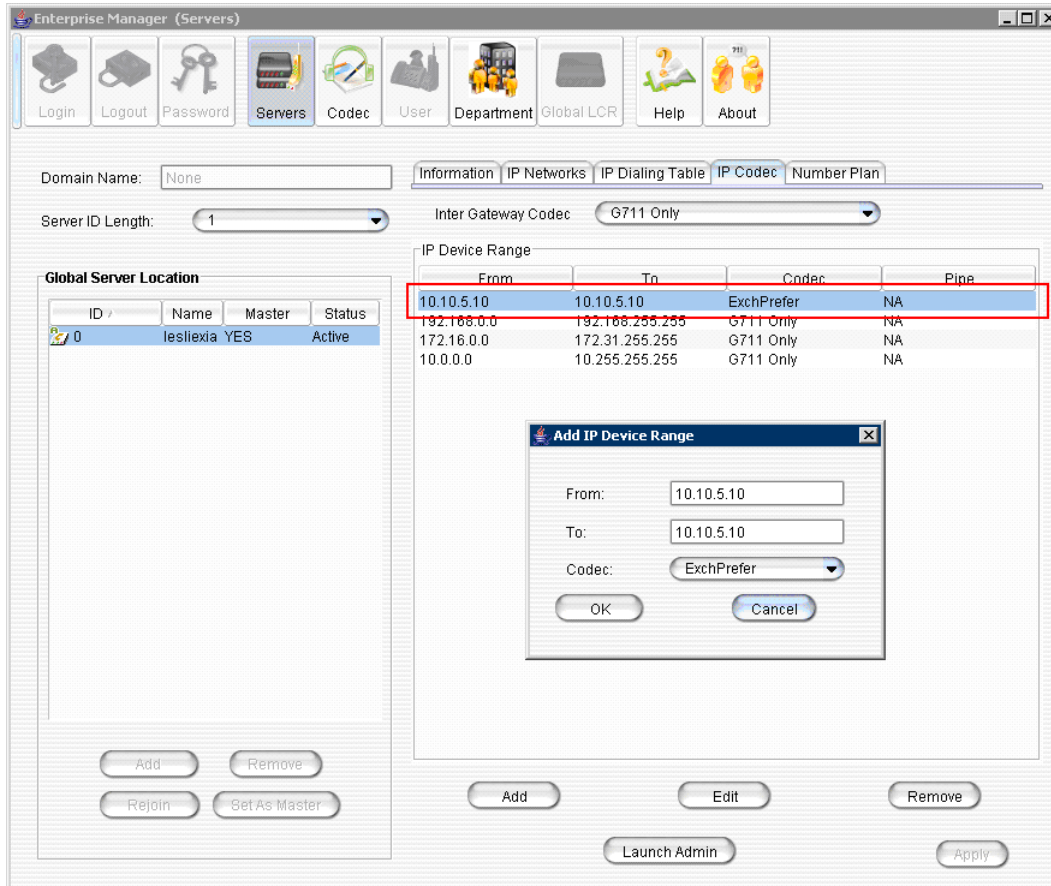 Enterprise Manager (Servers)
Login Logout Password Servers Codec User Department Global LCR Help About
?!!
Domain Name: None
Server ID Length: 1
Information IP Networks IP Dialing Table IP Codec Number Plan
Inter Gateway Codec G711 Only
Global Server Location
ID / Name Master Status
0 lesliexia YES Active
IP Device Range
From To Codec Pipe
10.10.5.10 10.10.5.10 ExchPrefer NA
192.168.0.0 192.168.255.255 G711 Only NA
172.16.0.0 172.31.255.255 G711 Only NA
10.0.0.0 10.255.255.255 G711 Only NA
Add IP Device Range
From: 10.10.5.10
To: 10.10.5.10
Codec: ExchPrefer
OK Cancel
Add Remove
Rejoin Set As Master
Add Edit Remove
Launch Admin Apply